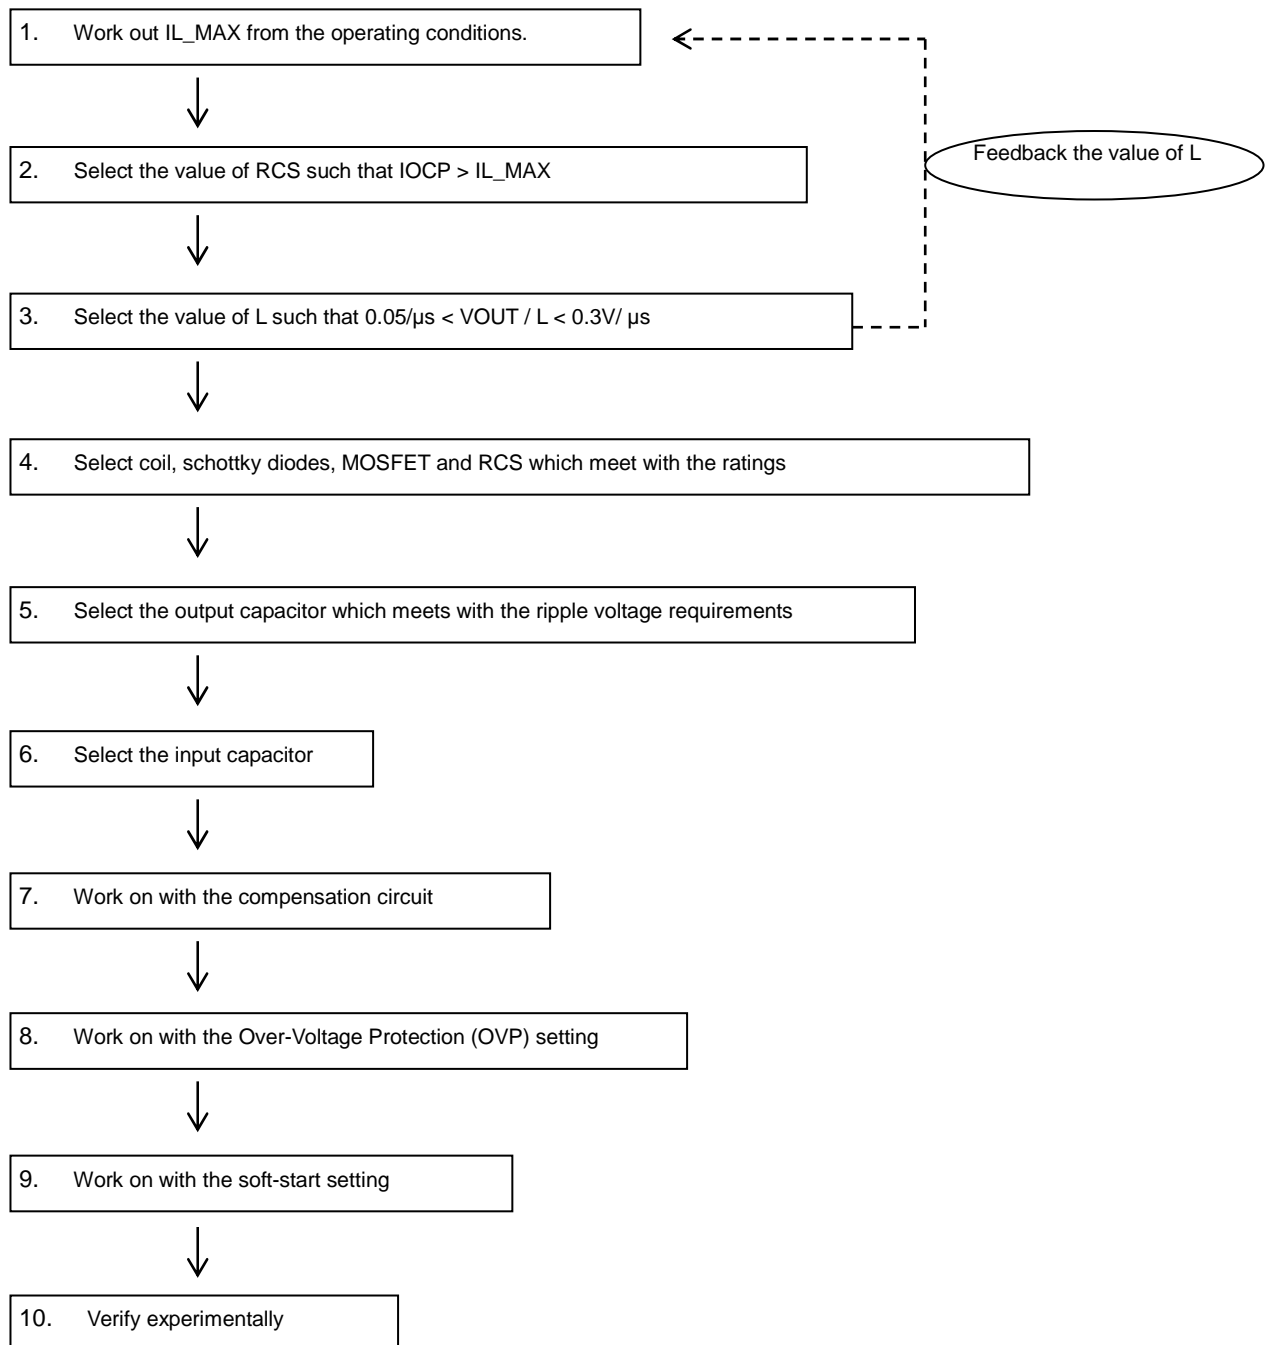 1. Work out IL_MAX from the operating conditions.
2. Select the value of RCS such that IOCP > IL_MAX
Feedback the value of L
3. Select the value of L such that 0.05/μs < VOUT / L < 0.3V/ μs
4. Select coil, schottky diodes, MOSFET and RCS which meet with the ratings
5. Select the output capacitor which meets with the ripple voltage requirements
6. Select the input capacitor
7. Work on with the compensation circuit
8. Work on with the Over-Voltage Protection (OVP) setting
9. Work on with the soft-start setting
10. Verify experimentally